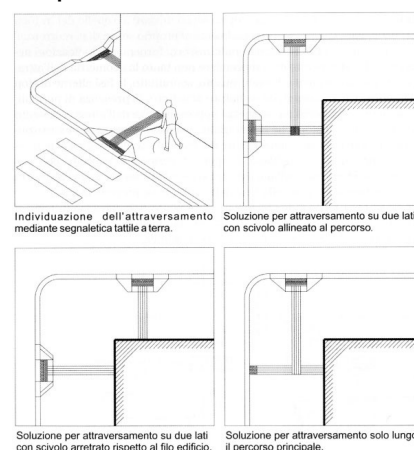 Individuazione dell'attraversamento
mediante segnaletica tattile a terra.
Soluzione per attraversamento su due lati
con scivolo allineato al percorso.
Soluzione per attraversamento su due lati
con scivolo arretrato rispetto al filo edificio.
Soluzione per attraversamento solo lungo
il percorso principale.